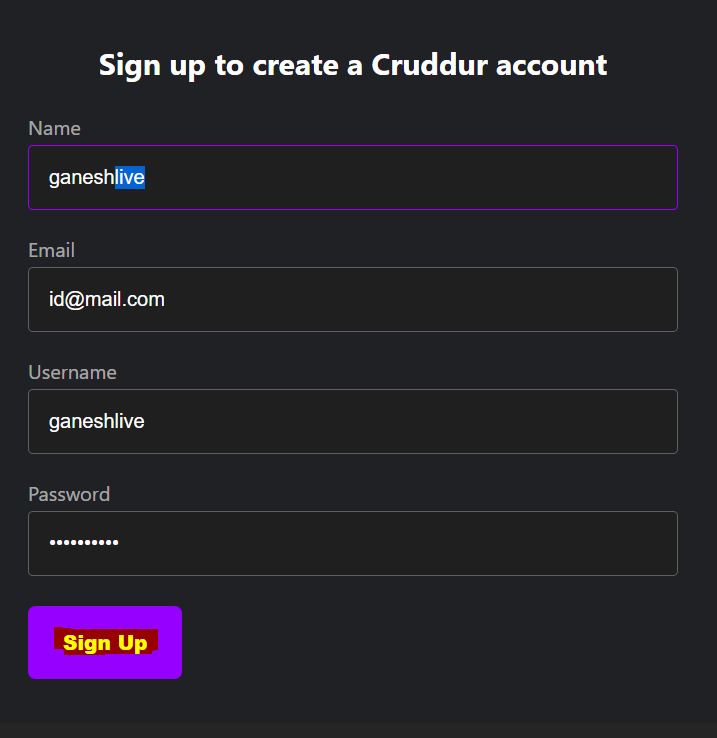 Sign up to create a Cruddur account
Name
ganeshlive
Email
id@mail.com
Username
ganeshlive
Password
••••••••••
Sign Up